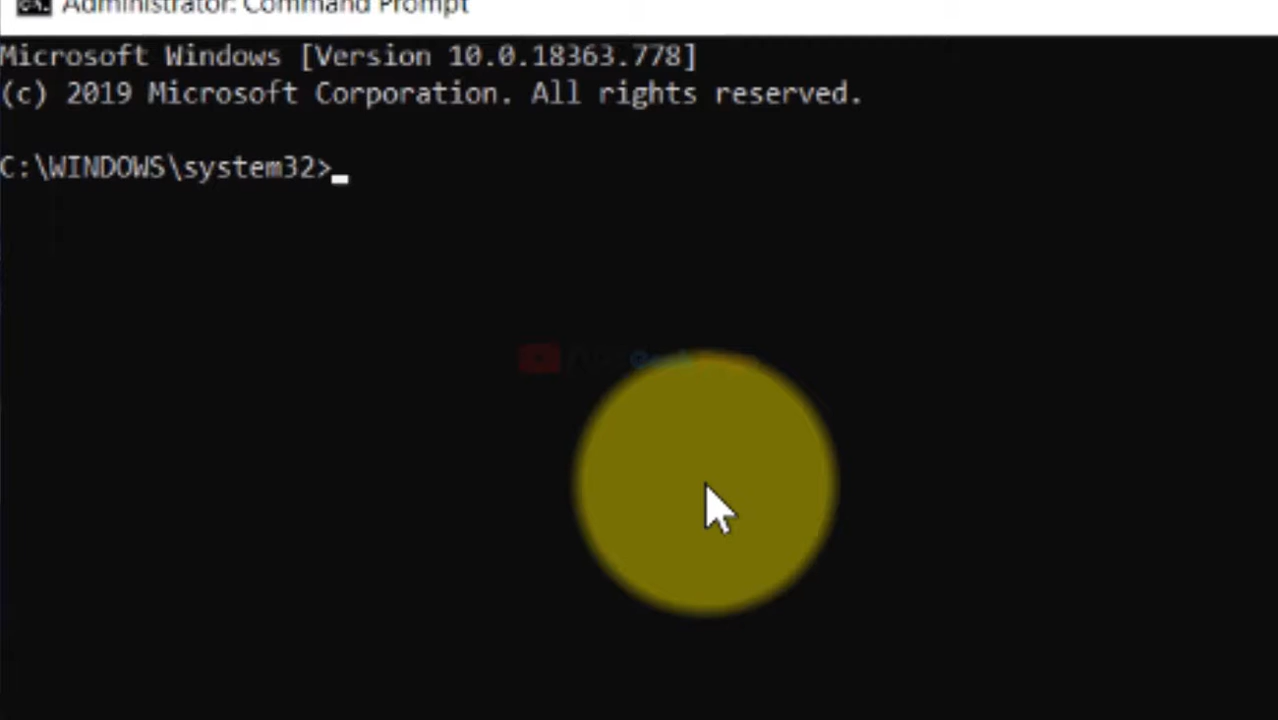 Administrator: Command Prompt
Microsoft Windows [Version 10.0.18363.778]
(c) 2019 Microsoft Corporation. All rights reserved.
C:\WINDOWS\system32>